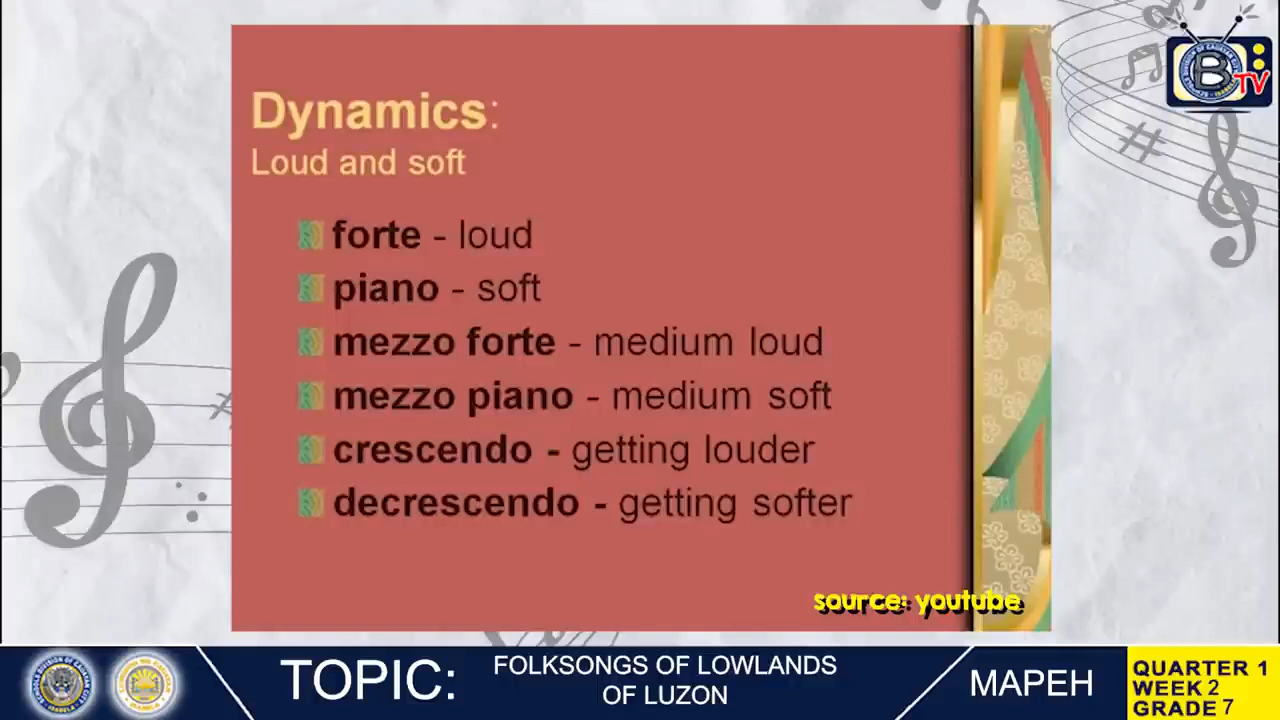 Dynamics:
Loud and soft
forte - loud
piano - soft
mezzo forte - medium loud
mezzo piano - medium soft
crescendo - getting louder
decrescendo - getting softer
source: youtube
B
TV
TOPIC:
FOLKSONGS OF LOWLANDS
OF LUZON
MAPEH
QUARTER 1
WEEK 2
GRADE 7